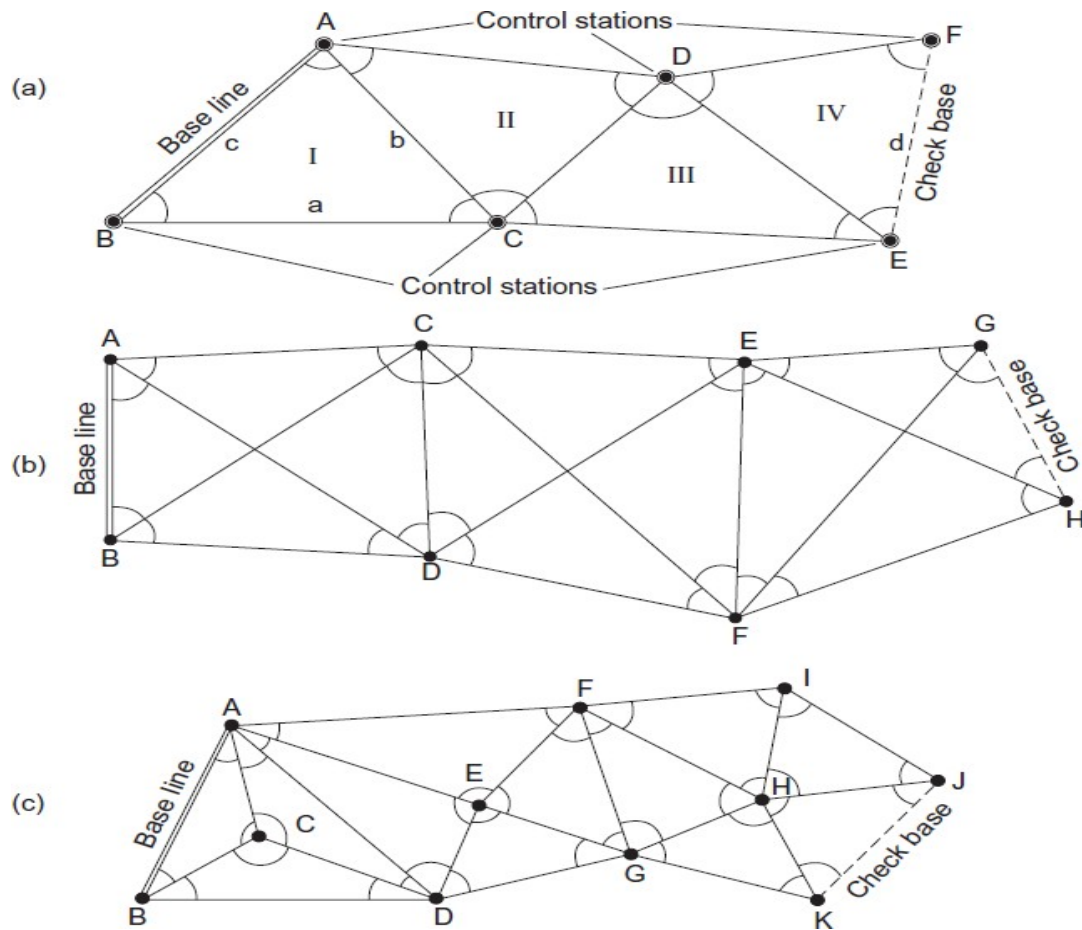 Control stations
A
F
D
(a)
Base line
c
I
b
II
IV
d
Check base
III
a
B
C
E
Control stations
A
C
E
G
Base line
Check base
(b)
B
D
H
F
A
F
I
Base line
E
H
J
(c)
C
Check base
G
B
D
K